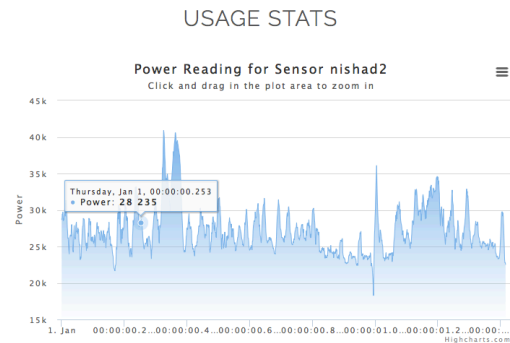 USAGE STATS
Power Reading for Sensor nishad2
Click and drag in the plot area to zoom in
45k
40k
35k
30k
25k
20k
15k
Power
Thursday, Jan 1, 00:00:00.253
Power: 28 235
1. Jan 00:00:00.2... 00:00:00.4... 00:00:00.6... 00:00:00.8... 00:00:01.0... 00:00:01.2... 00:00:...
Highcharts.com